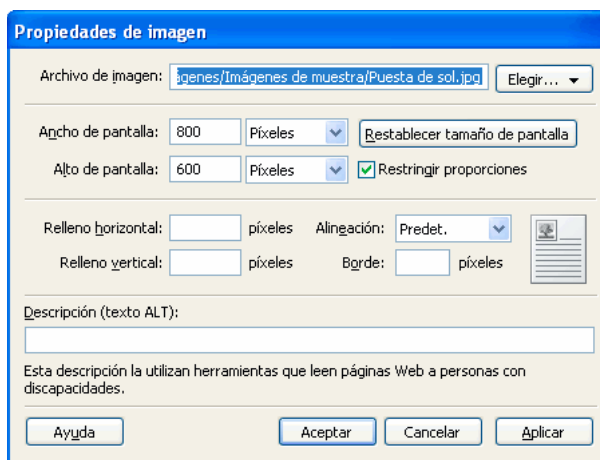 Propiedades de imagen
Archivo de imagen: ágenes/Imágenes de muestra/Puesta de sol.jpg Elegir...
Ancho de pantalla: 800 Píxeles Restablecer tamaño de pantalla
Alto de pantalla: 600 Píxeles Restringir proporciones
Relleno horizontal: píxeles Alineación: Predet.
Relleno vertical: píxeles Borde: píxeles
Descripción (texto ALT):
Esta descripción la utilizan herramientas que leen páginas Web a personas con
discapacidades.
Ayuda Aceptar Cancelar Aplicar